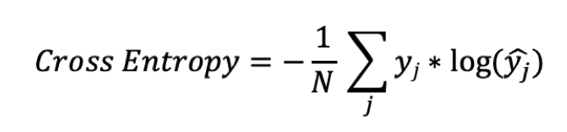 Cross Entropy = − 1/N ∑_j y_j * log(ŷ_j)